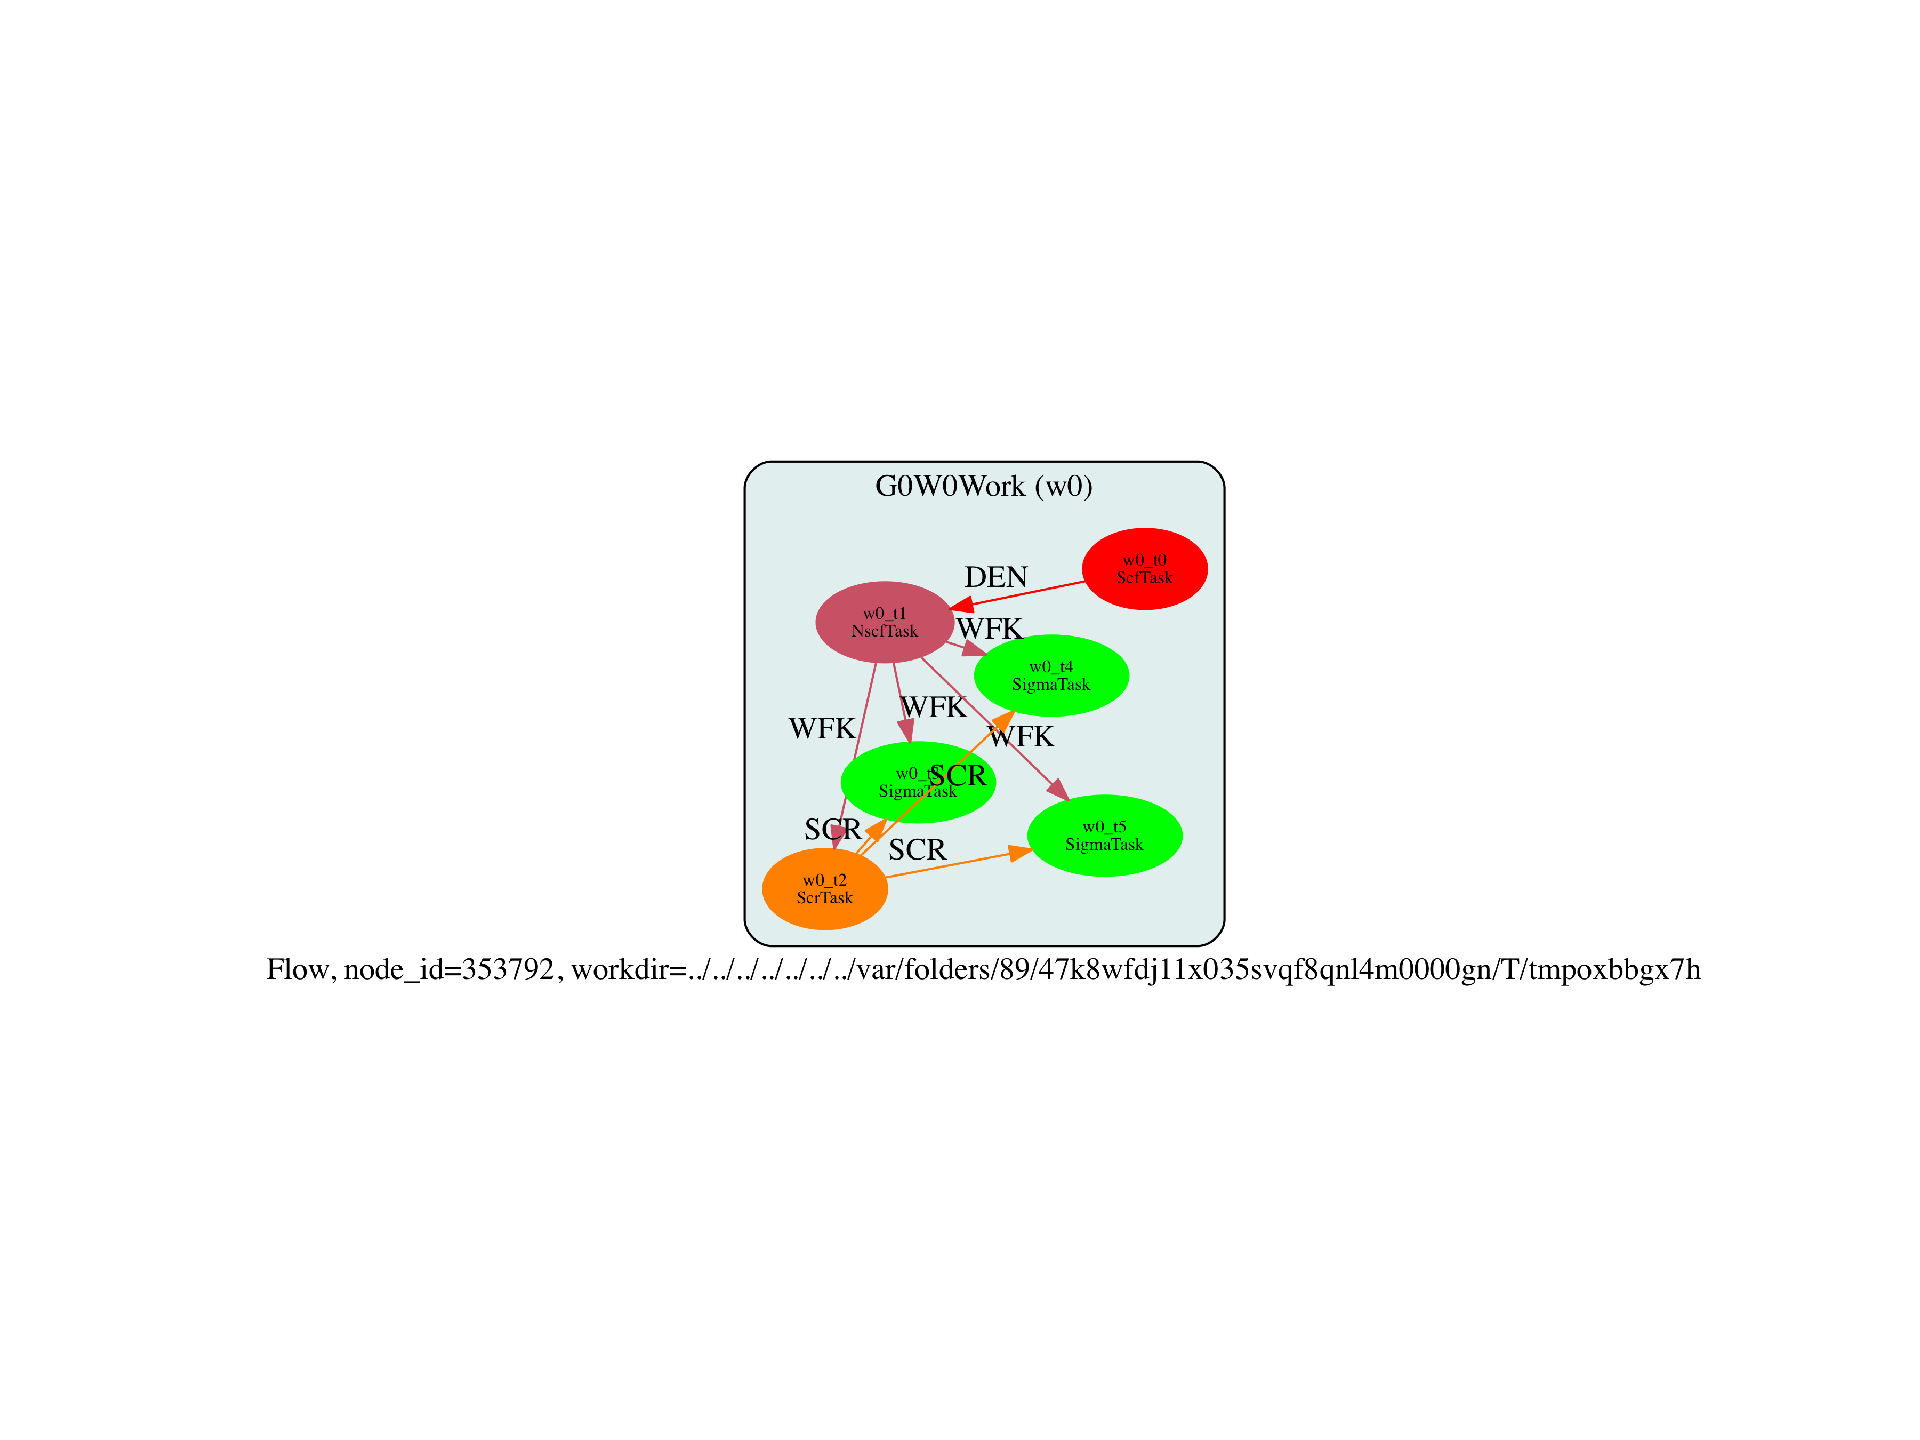 G0W0Work (w0)
w0_t0
ScfTask
DEN
w0_t1
NscfTask
WFK
w0_t4
SigmaTask
WFK
WFK
WFK
w0_t3
SigmaTask
SCR
SCR
w0_t5
SigmaTask
SCR
w0_t2
ScrTask
Flow, node_id=353792, workdir=../../../../../../../var/folders/89/47k8wfdj11x035svqf8qnl4m0000gn/T/tmpoxbbgx7h